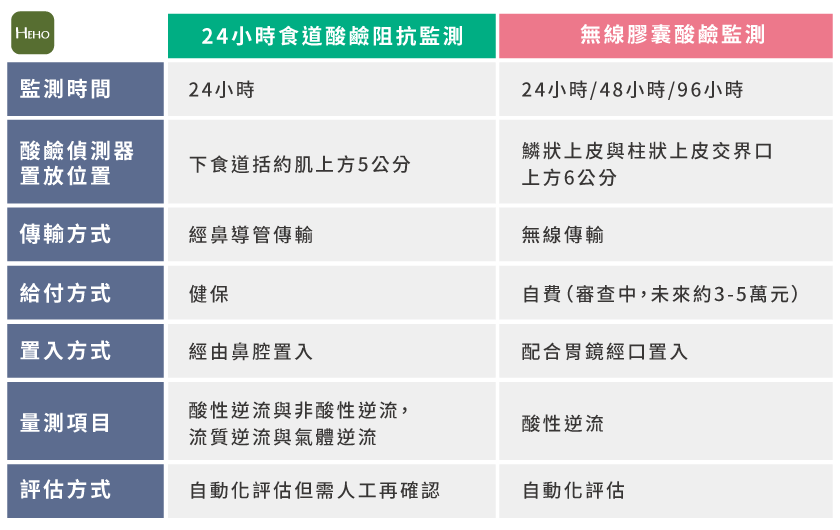 HEHO
24小時食道酸鹼阻抗監測
無線膠囊酸鹼監測
監測時間
24小時
24小時/48小時/96小時
酸鹼偵測器
置放位置
下食道括約肌上方5公分
鱗狀上皮與柱狀上皮交界口
上方6公分
傳輸方式
經鼻導管傳輸
無線傳輸
給付方式
健保
自費(審查中,未來約3-5萬元)
置入方式
經由鼻腔置入
配合胃鏡經口置入
量測項目
酸性逆流與非酸性逆流,
流質逆流與氣體逆流
酸性逆流
評估方式
自動化評估但需人工再確認
自動化評估